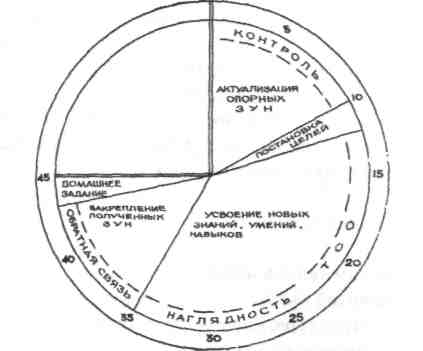 5
КОНТРОЛЬ
АКТУАЛИЗАЦИЯ
ОПОРНЫХ
ЗУН
10
ПОСТАНОВКА
ЦЕЛЕЙ
15
45
ДОМАШНЕЕ
ЗАДАНИЕ
ЗАКРЕПЛЕНИЕ
ПОЛУЧЕННЫХ
ЗУН
УСВОЕНИЕ НОВЫХ
ЗНАНИЙ, УМЕНИЙ,
НАВЫКОВ
ТСО
20
ОБРАТНАЯ СВЯЗЬ
40
НАГЛЯДНОСТЬ
35
25
30